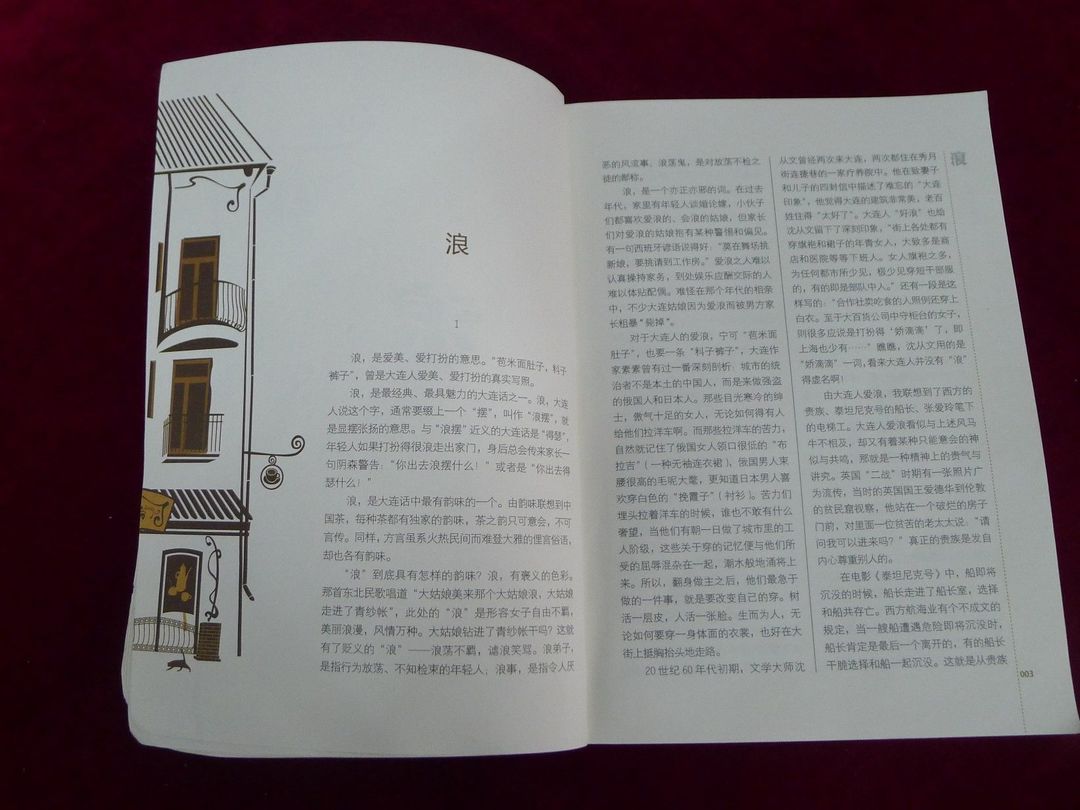 浪
1
浪，是爱美、爱打扮的意思。"苞米面肚子，料子
裤子"，曾是大连人爱美、爱打扮的真实写照。
浪，是最经典、最具魅力的大连话之一。浪，大连
人说这个字，通常要缀上一个"摆"，叫作"浪摆"，就
是显摆张扬的意思。与"浪摆"近义的大连话是"得瑟"，
年轻人如果打扮得很浪走出家门，身后总会传来家长一
句阴森警告："你出去浪摆什么！"或者是"你出去得
瑟什么！"
浪，是大连话中最有韵味的一个。由韵味联想到中
国茶，每种茶都有独家的韵味，茶之韵只可意会，不可
言传。同样，方言虽系火热民间而难登大雅的俚言俗语，
却也各有韵味。
"浪"到底具有怎样的韵味？浪，有褒义的色彩。
那首东北民歌唱道"大姑娘美来那个大姑娘浪，大姑娘
走进了青纱帐"，此处的"浪"是形容女子自由不羁，
美丽浪漫，风情万种。大姑娘钻进了青纱帐干吗？这就
有了贬义的"浪"——浪荡不羁，谑浪笑骂。浪弟子，
是指行为放荡、不知检束的年轻人；浪事，是指令人厌
恶的风流事、浪荡鬼，是对放荡不检之
徒的鄙称。
浪，是一个亦正亦邪的词。在过去
年代，家里有年轻人谈婚论嫁，小伙子
们都喜欢爱浪的、会浪的姑娘，但家长
们对爱浪的姑娘抱有某种警惕和偏见。
有一句西班牙谚语说得好："莫在舞场挑
新娘，要挑请到工作房。"爱浪之人难以
认真操持家务，到处娱乐应酬交际的人
难以体贴配偶。难怪在那个年代的相亲
中，不少大连姑娘因为爱浪而被男方家
长粗暴"毙掉"。
对于大连人的爱浪，宁可"苞米面
肚子"，也要一条"料子裤子"，大连作
家素素曾有过一番深刻剖析：城市的统
治者不是本土的中国人，而是来做强盗
的俄国人和日本人。那些目光寒冷的绅
士，傲气十足的女人，无论如何得有人
给他们拉洋车啊。而那些拉洋车的苦力，
自然就记住了俄国女人领口很低的"布
拉吉"（一种无袖连衣裙），俄国男人束
腰很高的毛呢大氅，更知道日本男人喜
欢穿白色的"挽霞子"（衬衫）。苦力们
埋头拉着洋车的时候，谁也不敢有什么
奢望，当他们有朝一日做了城市里的工
人阶级，这些关于穿的记忆便与他们所
受的屈辱混杂在一起，潮水般地涌将上
来。所以，翻身做主之后，他们最急于
做的一件事，就是要改变自己的穿。树
活一层皮，人活一张脸。生而为人，无
论如何要穿一身体面的衣裳，也好在大
街上挺胸抬头地走路。
20世纪60年代初期，文学大师沈
从文曾经两次来大连，两次都住在秀月
街连捷巷的一家疗养院中。他在致妻子
和儿子的四封信中描述了难忘的"大连
印象"，他觉得大连的建筑非常美，老百
姓住得"太好了"。大连人"好浪"也给
沈从文留下了深刻印象，"街上各处都有
穿旗袍和裙子的年青女人，大致多是商
店和医院等等下班人。女人旗袍之多，
为任何都市所少见，极少见穿短干部服
的，有的即是部队中人。"还有一段是这
样写的："合作社卖吃食的人照例还穿上
白衣。至于大百货公司中守柜台的女子，
则很多应说是打扮得'娇滴滴'了，即
上海也少有……"瞧瞧，沈从文用的是
"娇滴滴"一词，看来大连人并没有"浪"
得虚名啊！
由大连人爱浪，我联想到了西方的
贵族、泰坦尼克号的船长、张爱玲笔下
的电梯工。大连人爱浪看似与上述风马
牛不相及，却又有着某种只能意会的神
似与共鸣，那就是一种精神上的贵气与
讲究。英国"二战"时期有一张照片广
为流传，当时的英国国王爱德华到伦敦
的贫民窟视察，他站在一个破烂的房子
门前，对里面一位贫苦的老太太说："请
问我可以进来吗？"真正的贵族是发自
内心尊重别人的。
在电影《泰坦尼克号》中，船即将
沉没的时候，船长走进了船长室，选择
和船共存亡。西方航海业有个不成文的
规定，当一艘船遭遇危险即将沉没时，
船长肯定是最后一个离开的，有的船长
干脆选择和船一起沉没。这就是从贵族
浪
003